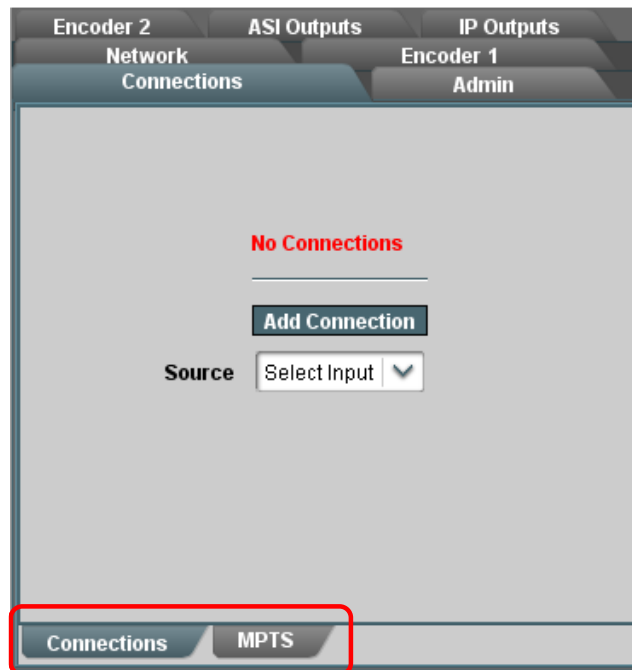 Encoder 2 ASI Outputs IP Outputs
Network Encoder 1
Connections Admin
No Connections
Add Connection
Source Select Input
Connections MPTS